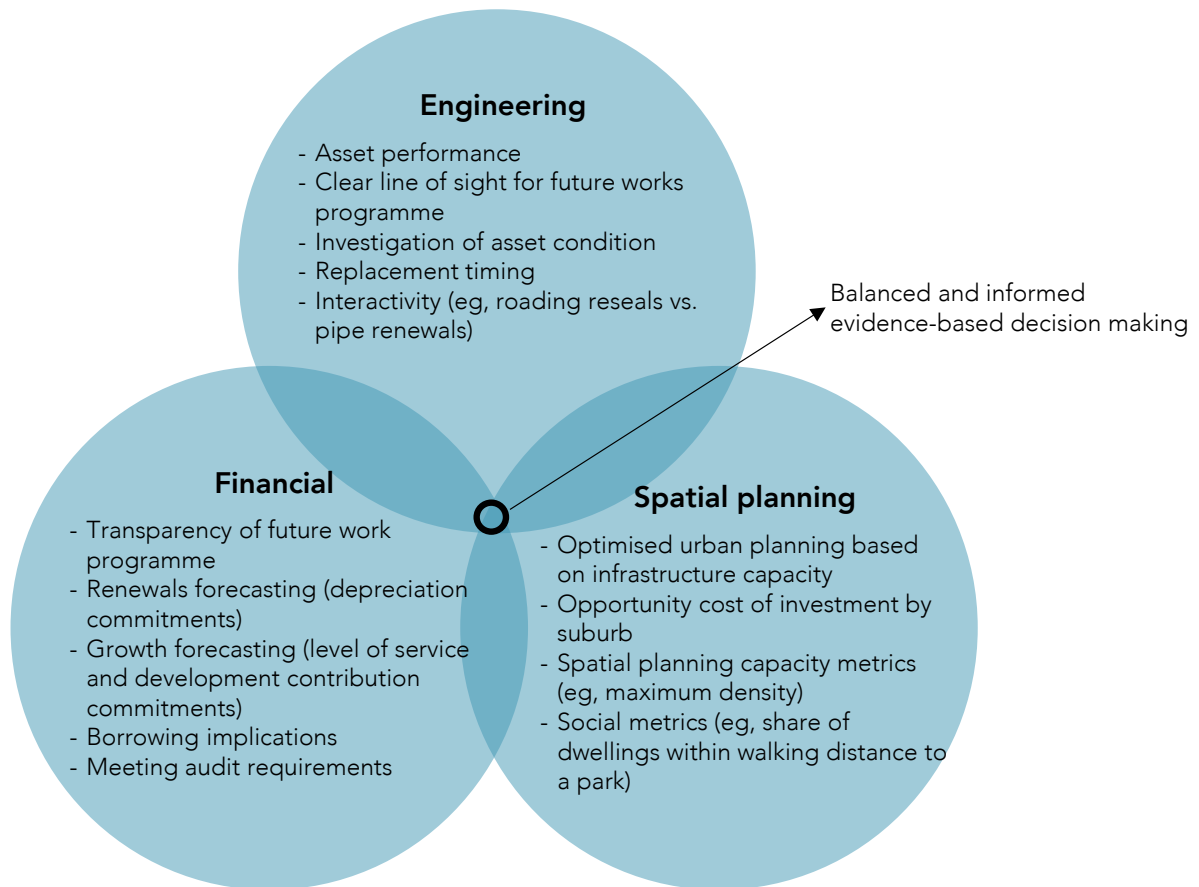 Engineering
- Asset performance
- Clear line of sight for future works
programme
- Investigation of asset condition
- Replacement timing
- Interactivity (eg, roading reseals vs.
pipe renewals)
Balanced and informed
evidence-based decision making
Financial
- Transparency of future work
programme
- Renewals forecasting (depreciation
commitments)
- Growth forecasting (level of service
and development contribution
commitments)
- Borrowing implications
- Meeting audit requirements
Spatial planning
- Optimised urban planning based
on infrastructure capacity
- Opportunity cost of investment by
suburb
- Spatial planning capacity metrics
(eg, maximum density)
- Social metrics (eg, share of
dwellings within walking distance to
a park)